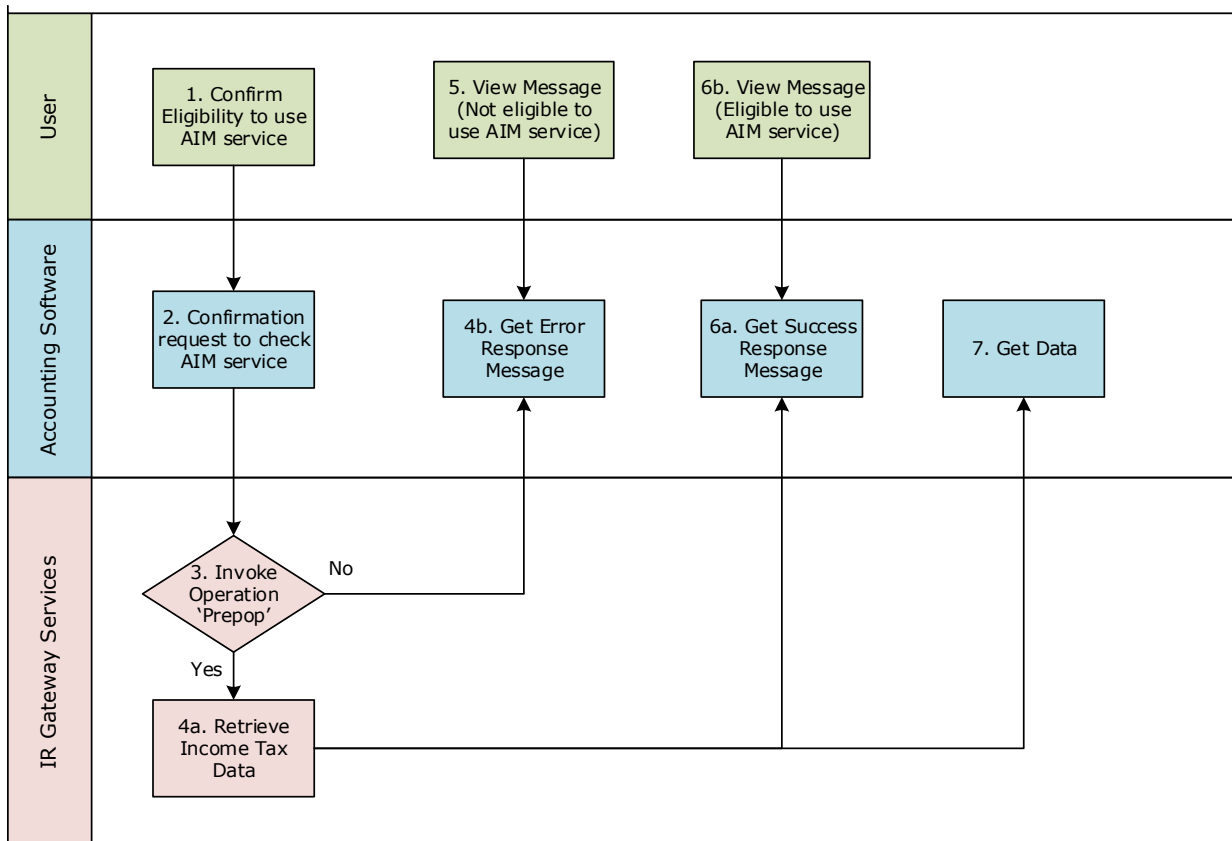 User
1. Confirm
Eligibility to use
AIM service
5. View Message
(Not eligible to
use AIM service)
6b. View Message
(Eligible to use
AIM service)
Accounting Software
2. Confirmation
request to check
AIM service
4b. Get Error
Response
Message
6a. Get Success
Response
Message
7. Get Data
IR Gateway Services
3. Invoke
Operation
‘Prepop’
No
Yes
4a. Retrieve
Income Tax
Data